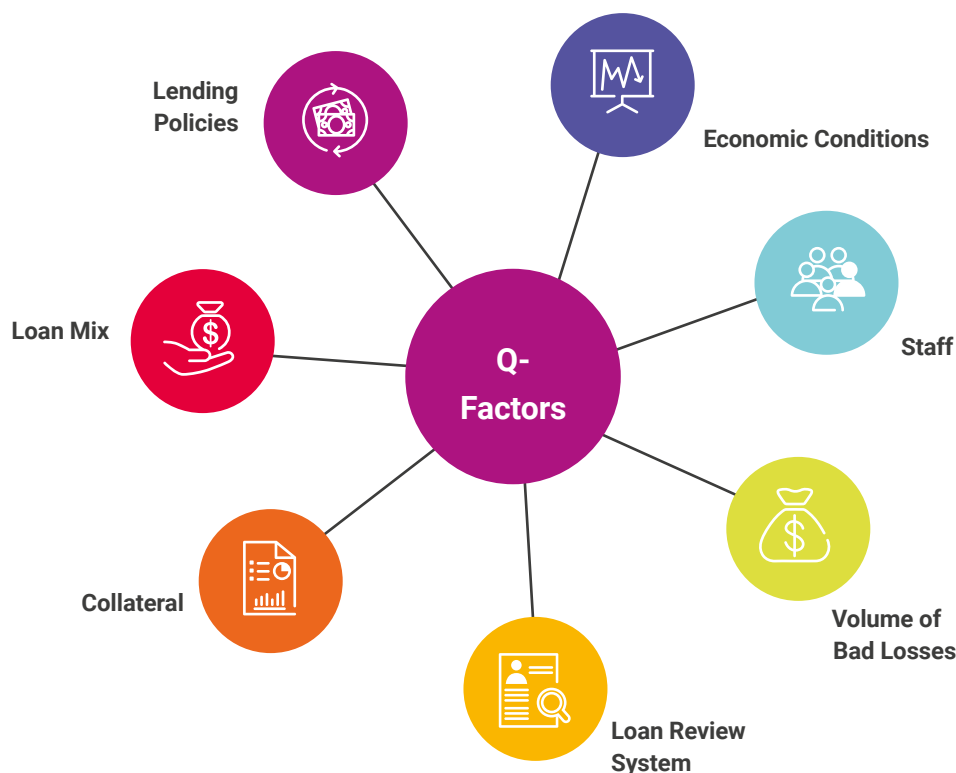 Lending
Policies
Economic Conditions
Staff
Loan Mix
Q-
Factors
$
$
Collateral
Volume of
Bad Losses
Loan Review
System